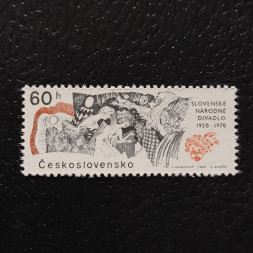 60 h
SLOVENSKÉ
NÁRODNÉ
DIVADLO
1920-1970
Československo